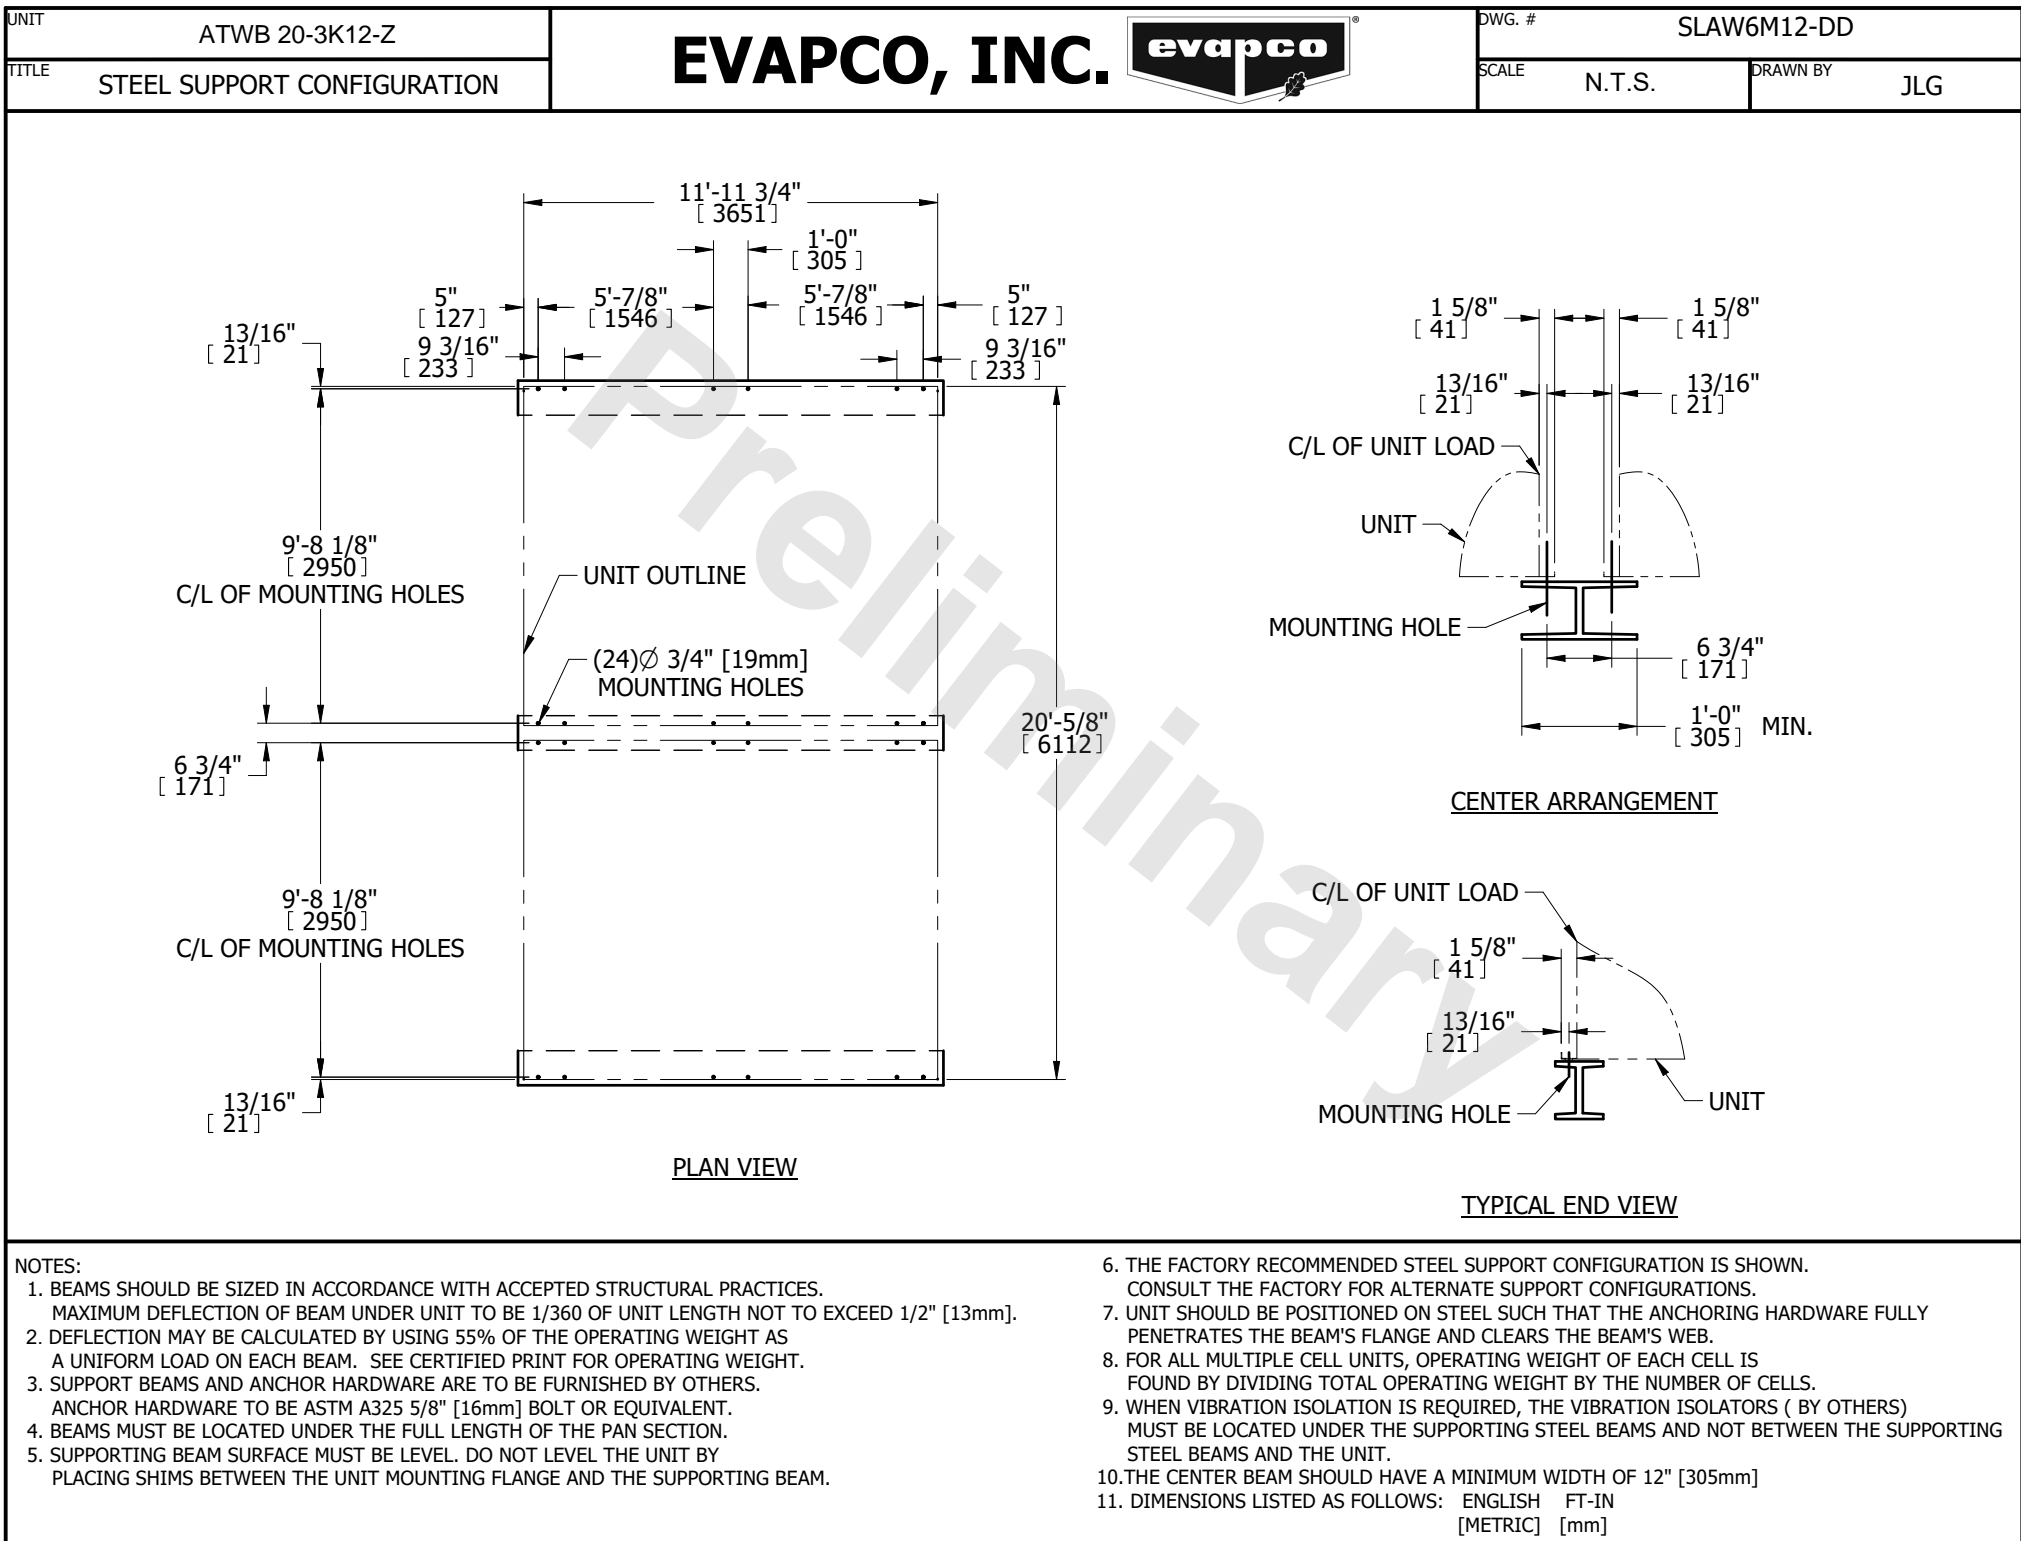 UNIT
ATWB 20-3K12-Z
TITLE
STEEL SUPPORT CONFIGURATION
EVAPCO, INC.
evapco
®
DWG. #
SLAW6M12-DD
SCALE
N.T.S.
DRAWN BY
JLG
11'-11 3/4"
[ 3651]
1'-0"
[ 305 ]
5"
[ 127]
5'-7/8"
[ 1546 ]
5'-7/8"
[ 1546 ]
5"
[ 127 ]
13/16"
[ 21]
9 3/16"
[ 233 ]
9 3/16"
[ 233 ]
9'-8 1/8"
[ 2950]
C/L OF MOUNTING HOLES
UNIT OUTLINE
(24)∅ 3/4" [19mm]
MOUNTING HOLES
6 3/4"
[ 171]
20'-5/8"
[ 6112]
9'-8 1/8"
[ 2950]
C/L OF MOUNTING HOLES
13/16"
[ 21]
PLAN VIEW
1 5/8"
[ 41]
1 5/8"
[ 41]
13/16"
[ 21]
13/16"
[ 21]
C/L OF UNIT LOAD
UNIT
MOUNTING HOLE
6 3/4"
[ 171]
1'-0"
[ 305] MIN.
CENTER ARRANGEMENT
C/L OF UNIT LOAD
1 5/8"
[ 41]
13/16"
[ 21]
MOUNTING HOLE
UNIT
TYPICAL END VIEW
Preliminary
NOTES:
1. BEAMS SHOULD BE SIZED IN ACCORDANCE WITH ACCEPTED STRUCTURAL PRACTICES.
MAXIMUM DEFLECTION OF BEAM UNDER UNIT TO BE 1/360 OF UNIT LENGTH NOT TO EXCEED 1/2" [13mm].
2. DEFLECTION MAY BE CALCULATED BY USING 55% OF THE OPERATING WEIGHT AS
A UNIFORM LOAD ON EACH BEAM. SEE CERTIFIED PRINT FOR OPERATING WEIGHT.
3. SUPPORT BEAMS AND ANCHOR HARDWARE ARE TO BE FURNISHED BY OTHERS.
ANCHOR HARDWARE TO BE ASTM A325 5/8" [16mm] BOLT OR EQUIVALENT.
4. BEAMS MUST BE LOCATED UNDER THE FULL LENGTH OF THE PAN SECTION.
5. SUPPORTING BEAM SURFACE MUST BE LEVEL. DO NOT LEVEL THE UNIT BY
PLACING SHIMS BETWEEN THE UNIT MOUNTING FLANGE AND THE SUPPORTING BEAM.
6. THE FACTORY RECOMMENDED STEEL SUPPORT CONFIGURATION IS SHOWN.
CONSULT THE FACTORY FOR ALTERNATE SUPPORT CONFIGURATIONS.
7. UNIT SHOULD BE POSITIONED ON STEEL SUCH THAT THE ANCHORING HARDWARE FULLY
PENETRATES THE BEAM'S FLANGE AND CLEARS THE BEAM'S WEB.
8. FOR ALL MULTIPLE CELL UNITS, OPERATING WEIGHT OF EACH CELL IS
FOUND BY DIVIDING TOTAL OPERATING WEIGHT BY THE NUMBER OF CELLS.
9. WHEN VIBRATION ISOLATION IS REQUIRED, THE VIBRATION ISOLATORS ( BY OTHERS)
MUST BE LOCATED UNDER THE SUPPORTING STEEL BEAMS AND NOT BETWEEN THE SUPPORTING
STEEL BEAMS AND THE UNIT.
10.THE CENTER BEAM SHOULD HAVE A MINIMUM WIDTH OF 12" [305mm]
11. DIMENSIONS LISTED AS FOLLOWS: ENGLISH FT-IN
[METRIC] [mm]